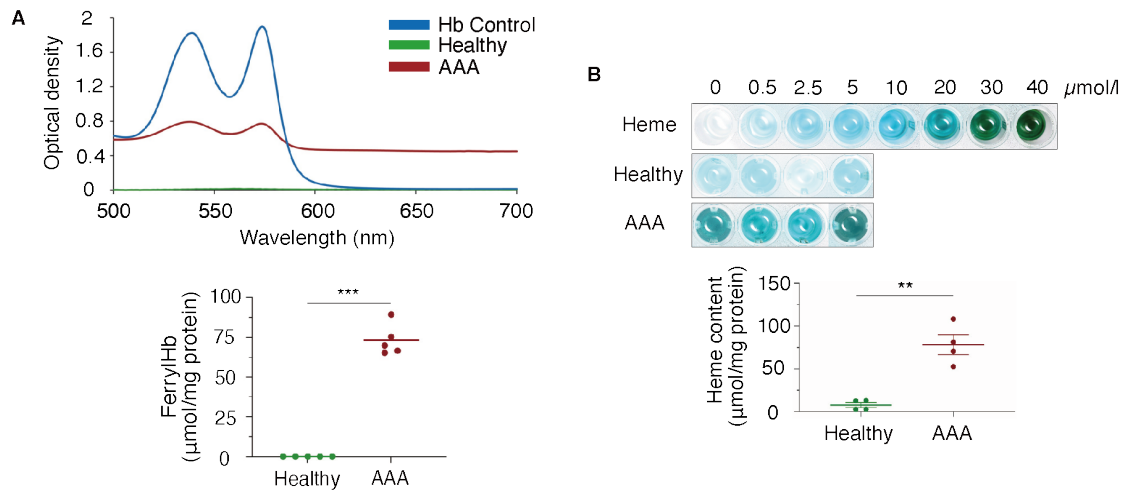 A
2
1.6
1.2
0.8
0.4
0
Optical density
500 550 600 650 700
Wavelength (nm)
Hb Control
Healthy
AAA
100
75
50
25
0
FerrylHb
(µmol/mg protein)
***
Healthy AAA
B
0 0.5 2.5 5 10 20 30 40 µmol/l
Heme
Healthy
AAA
150
100
50
0
Heme content
(µmol/mg protein)
**
Healthy AAA